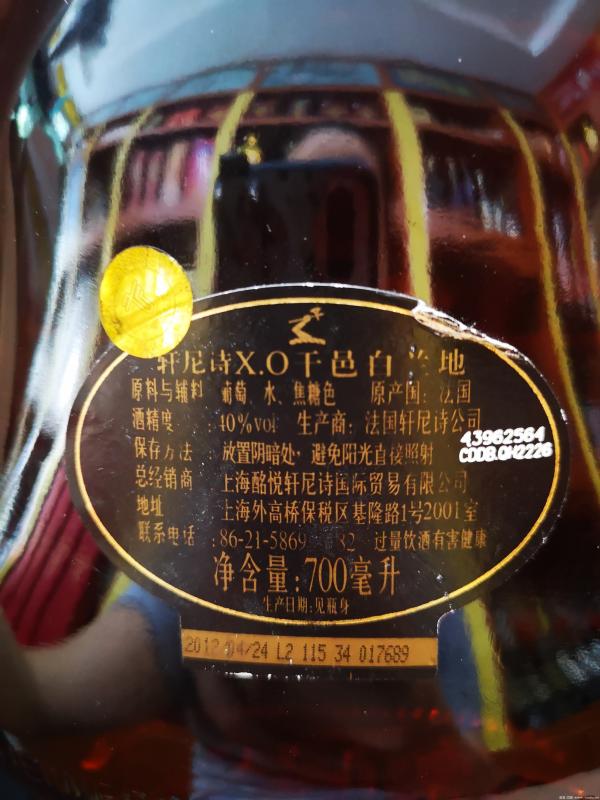 轩尼诗X.O干邑白兰地
原料与辅料 葡萄、水、焦糖色 原产国：法国
酒精度：40%vol 生产商：法国轩尼诗公司
43962564
CDDB.QH2226
保存方法 放置阴暗处，避免阳光直接照射
总经销商 上海酩悦轩尼诗国际贸易有限公司
地址 上海外高桥保税区基隆路1号2001室
联系电话 86-21-5869 82 过量饮酒有害健康
净含量：700毫升
生产日期：见瓶身
2012/04/24 L2 115 34 017689